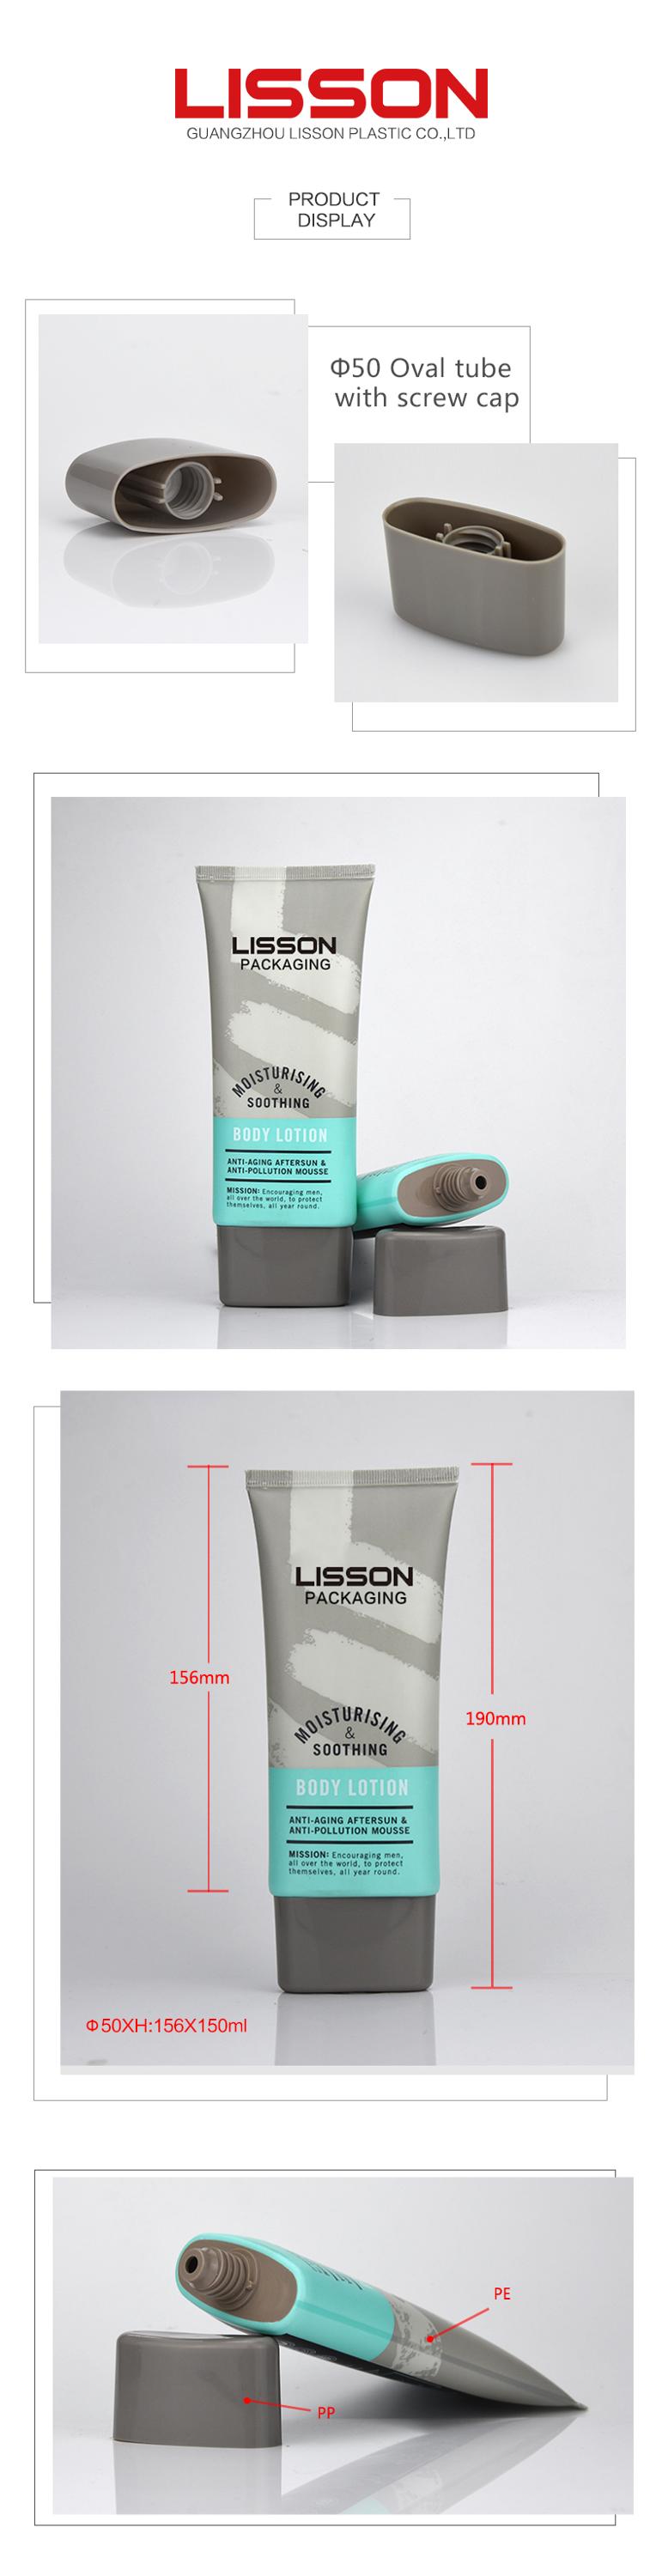 LISSON
GUANGZHOU LISSON PLASTIC CO.,LTD
PRODUCT
DISPLAY
Φ50 Oval tube
with screw cap
LISSON
PACKAGING
MOISTURISING
&
SOOTHING
BODY LOTION
ANTI-AGING AFTERSUN &
ANTI-POLLUTION MOUSSE
MISSION: Encouraging men,
all over the world, to protect
themselves, all year round.
156mm
190mm
LISSON
PACKAGING
MOISTURISING
&
SOOTHING
BODY LOTION
ANTI-AGING AFTERSUN &
ANTI-POLLUTION MOUSSE
MISSION: Encouraging men,
all over the world, to protect
themselves, all year round.
Φ50XH:156X150ml
PE
PP